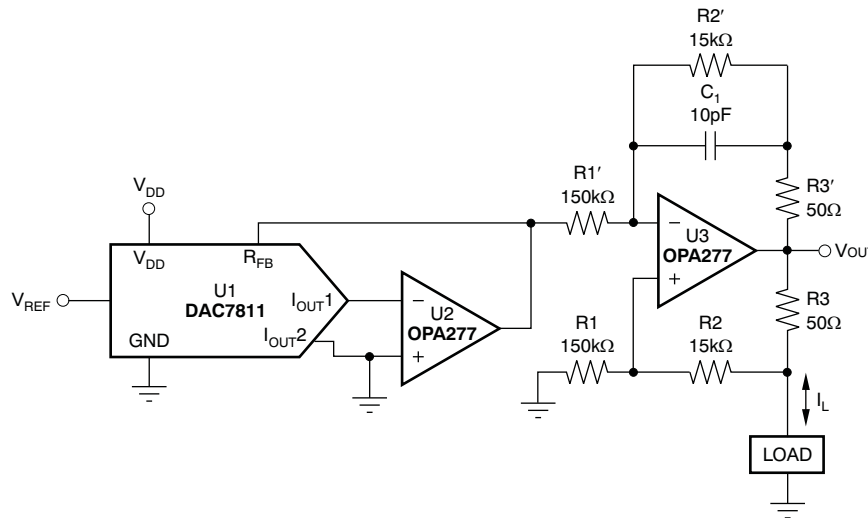 R2′
15kΩ
C1
10pF
R1′
150kΩ
R3′
50Ω
VDD
VDD
RFB
U1
DAC7811
IOUT1
IOUT2
GND
VREF
−
U2
OPA277
+
−
U3
OPA277
+
VOUT
R1
150kΩ
R2
15kΩ
R3
50Ω
IL
LOAD